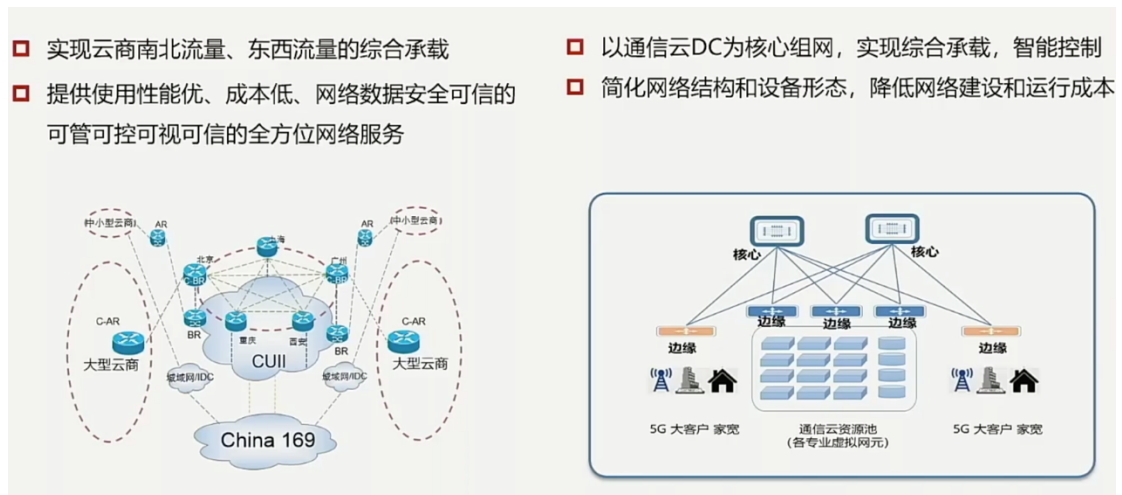 实现云商南北流量、东西流量的综合承载
提供使用性能优、成本低、网络数据安全可信的
可管可控可视可信的全方位网络服务
中小型云商
AR
上海
AR
(中小型云商)
北京
C-BR
广州
C-BR
C-AR
大型云商
BR
重庆
西安
BR
C-AR
大型云商
CUII
城域网/IDC
城域网/IDC
China 169
以通信云DC为核心组网，实现综合承载，智能控制
简化网络结构和设备形态，降低网络建设和运行成本
核心
核心
边缘
边缘
边缘
边缘
边缘
5G 大客户 家宽
通信云资源池
(各专业虚拟网元)
5G 大客户 家宽